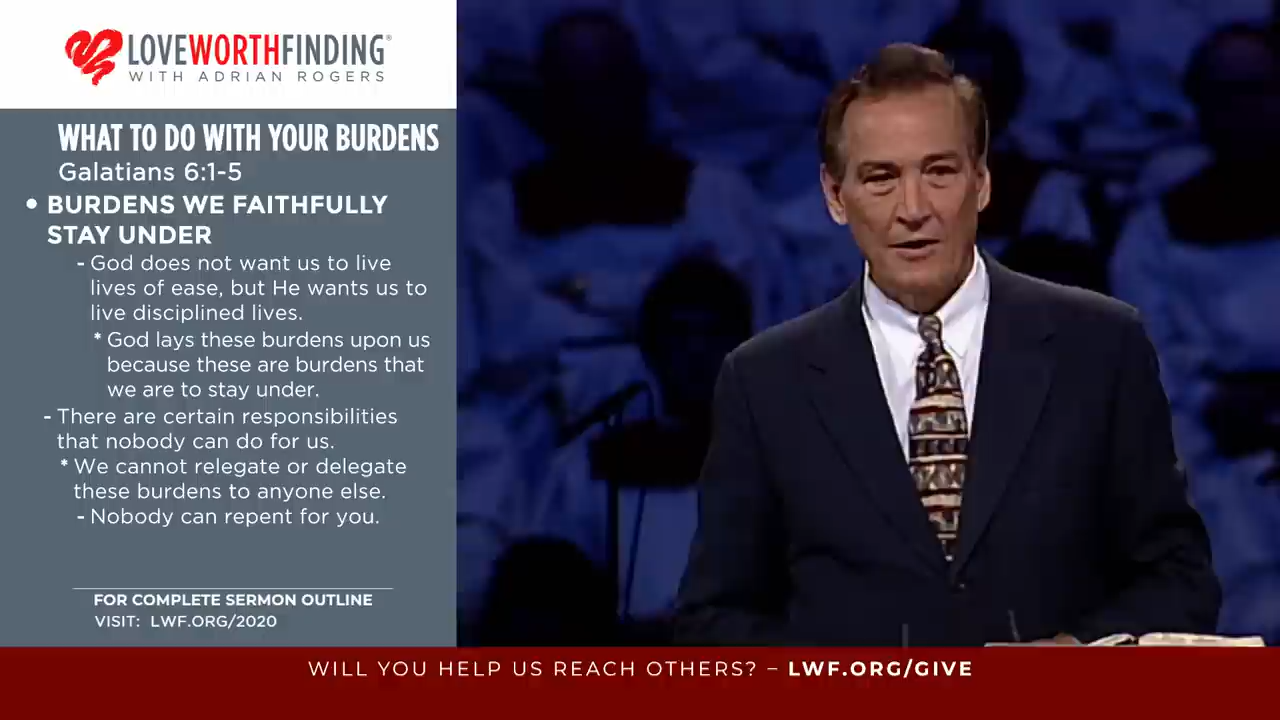 LOVEWORTHFINDING®
WITH ADRIAN ROGERS
WHAT TO DO WITH YOUR BURDENS
Galatians 6:1-5
• BURDENS WE FAITHFULLY
STAY UNDER
- God does not want us to live
lives of ease, but He wants us to
live disciplined lives.
* God lays these burdens upon us
because these are burdens that
we are to stay under.
- There are certain responsibilities
that nobody can do for us.
* We cannot relegate or delegate
these burdens to anyone else.
- Nobody can repent for you.
FOR COMPLETE SERMON OUTLINE
VISIT: LWF.ORG/2020
WILL YOU HELP US REACH OTHERS? – LWF.ORG/GIVE